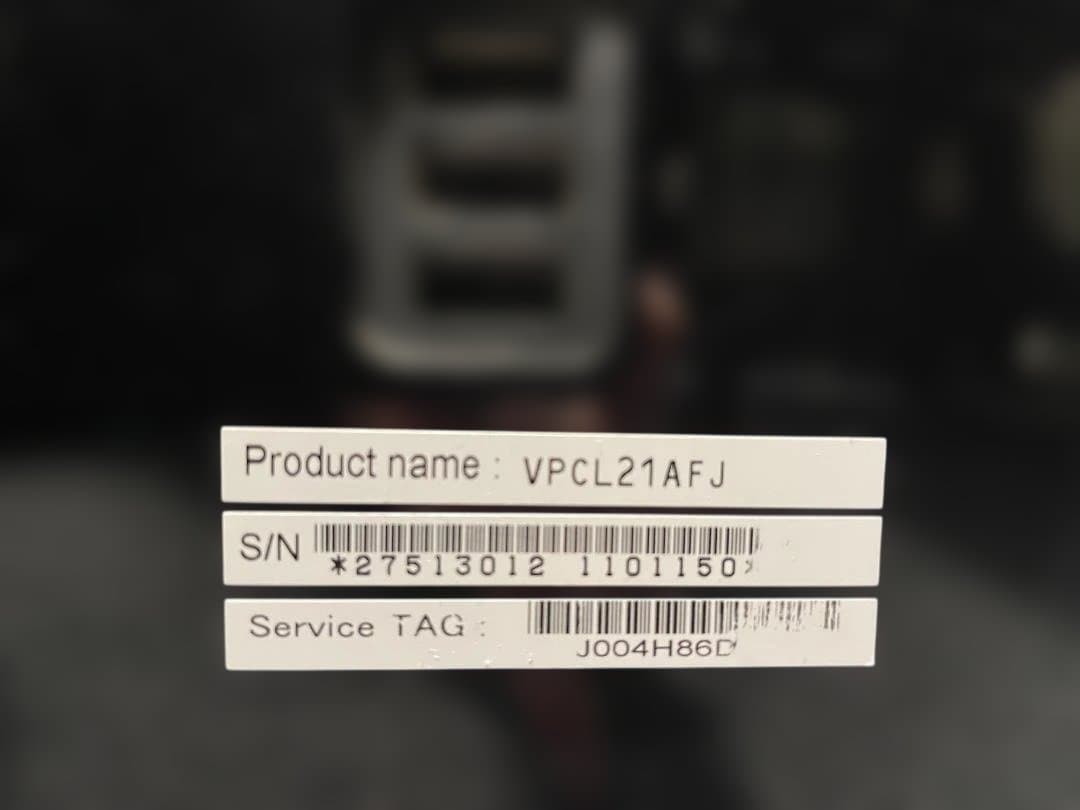 Product name : VPCL21AFJ
S/N *27513012 1101150*
Service TAG : J004H86D